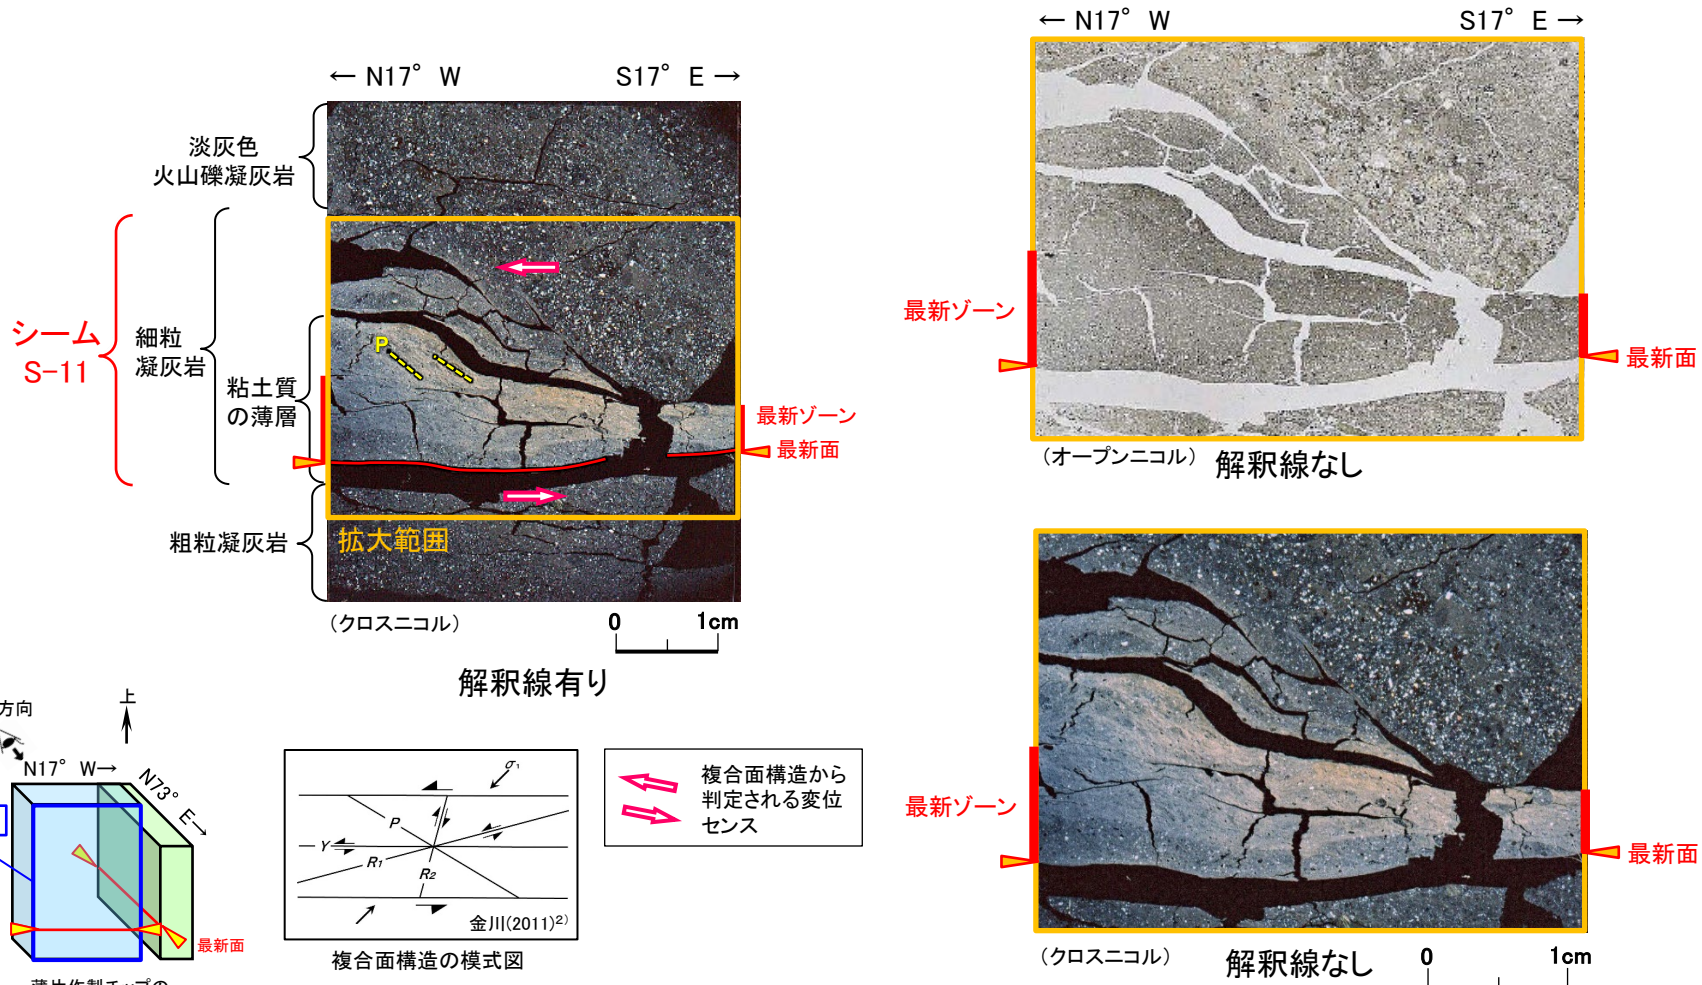 ← N17° W
S17° E →
淡灰色
火山礫凝灰岩
シーム
S-11
細粒
凝灰岩
粘土質
の薄層
P
最新ゾーン
最新面
粗粒凝灰岩
拡大範囲
(クロスニコル)
0
1cm
解釈線有り
← N17° W
S17° E →
最新ゾーン
最新面
(オープンニコル)
解釈線なし
最新ゾーン
最新面
(クロスニコル)
解釈線なし
0
1cm
方向
上
N17° W→
N73° E→
最新面
σ₁
P
Y
R₁
R₂
金川(2011)²⁾
複合面構造の模式図
複合面構造から
判定される変位
センス